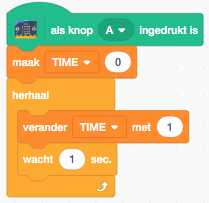 als knop A ingedrukt is
maak TIME 0
herhaal
verander TIME met 1
wacht 1 sec.